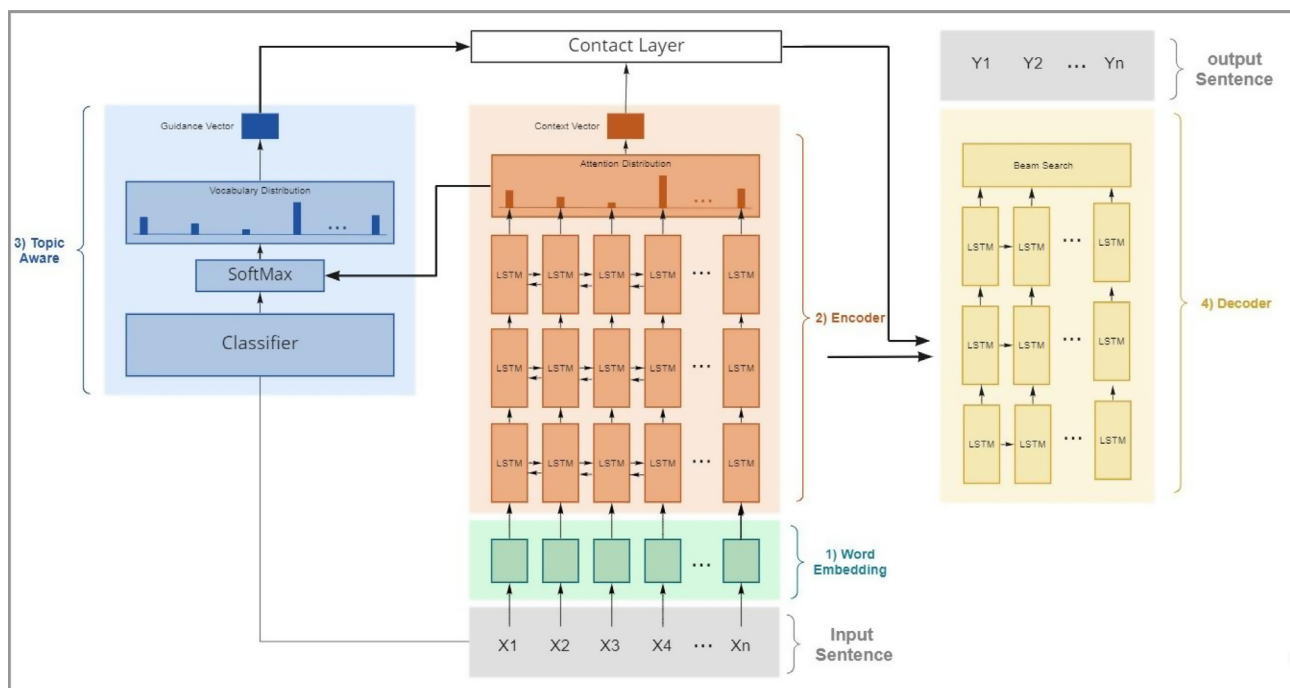 Contact Layer
Y1 Y2 ... Yn
output
Sentence
Guidance Vector
Context Vector
Vocabulary Distribution
...
Attention Distribution
...
Beam Search
3) Topic
Aware
SoftMax
Classifier
LSTM LSTM LSTM LSTM ... LSTM
LSTM LSTM LSTM LSTM ... LSTM
LSTM LSTM LSTM LSTM ... LSTM
2) Encoder
LSTM LSTM ... LSTM
LSTM LSTM ... LSTM
LSTM LSTM ... LSTM
4) Decoder
...
1) Word
Embedding
X1 X2 X3 X4 ... Xn
Input
Sentence